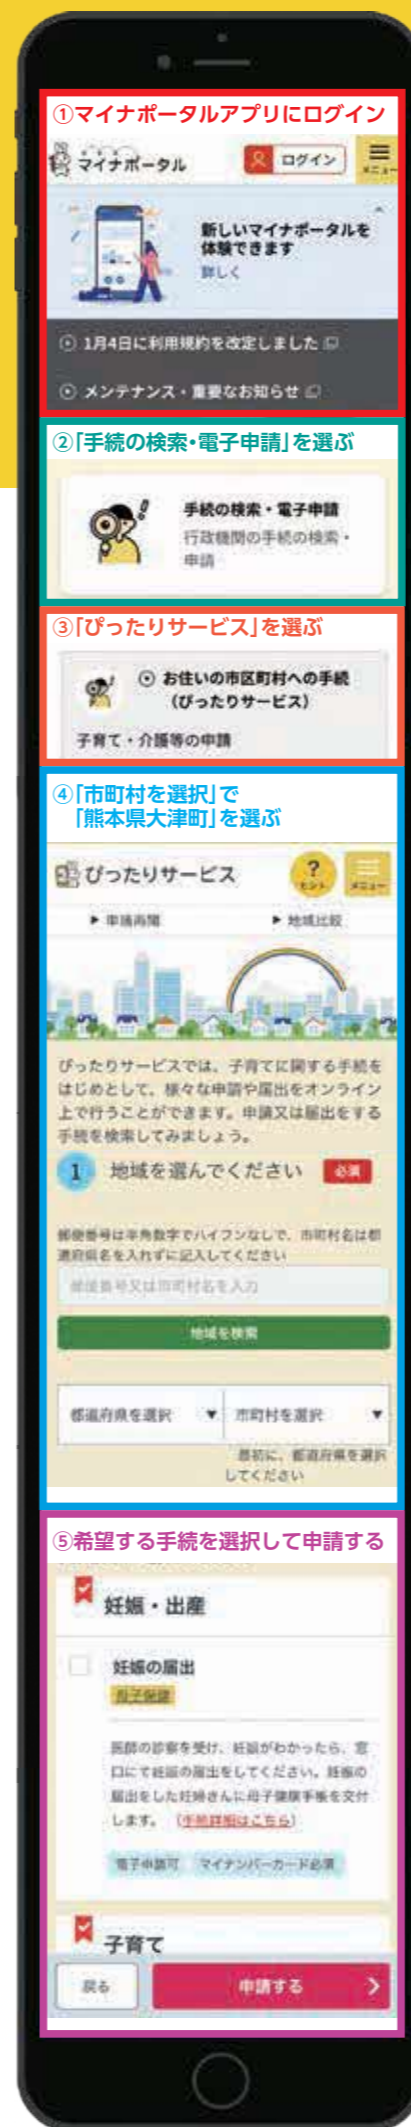 ①マイナポータルアプリにログイン
マイナポータル
ログイン
メニュー
新しいマイナポータルを
体験できます
詳しく
1月4日に利用規約を改定しました
メンテナンス・重要なお知らせ
②「手続の検索・電子申請」を選ぶ
手続の検索・電子申請
行政機関の手続の検索・
申請
③「ぴったりサービス」を選ぶ
お住いの市区町村への手続
(ぴったりサービス)
子育て・介護等の申請
④「市町村を選択」で
「熊本県大津町」を選ぶ
ぴったりサービス
?
ヒント
メニュー
▶ 申請再開
▶ 地域比較
ぴったりサービスでは、子育てに関する手続を
はじめとして、様々な申請や届出をオンライン
上で行うことができます。申請又は届出をする
手続を検索してみましょう。
1 地域を選んでください 必須
郵便番号は半角数字でハイフンなしで、市町村名は都
道府県名を入れずに記入してください
郵便番号又は市町村名を入力
地域を検索
都道府県を選択 ▼
市町村を選択 ▼
最初に、都道府県を選択
してください
⑤希望する手続を選択して申請する
妊娠・出産
妊娠の届出
母子保健
医師の診察を受け、妊娠がわかったら、窓
口にて妊娠の届出をしてください。妊娠の
届出をした妊婦さんに母子健康手帳を交付
します。 (手続詳細はこちら)
電子申請可 マイナンバーカード必須
子育て
戻る
申請する